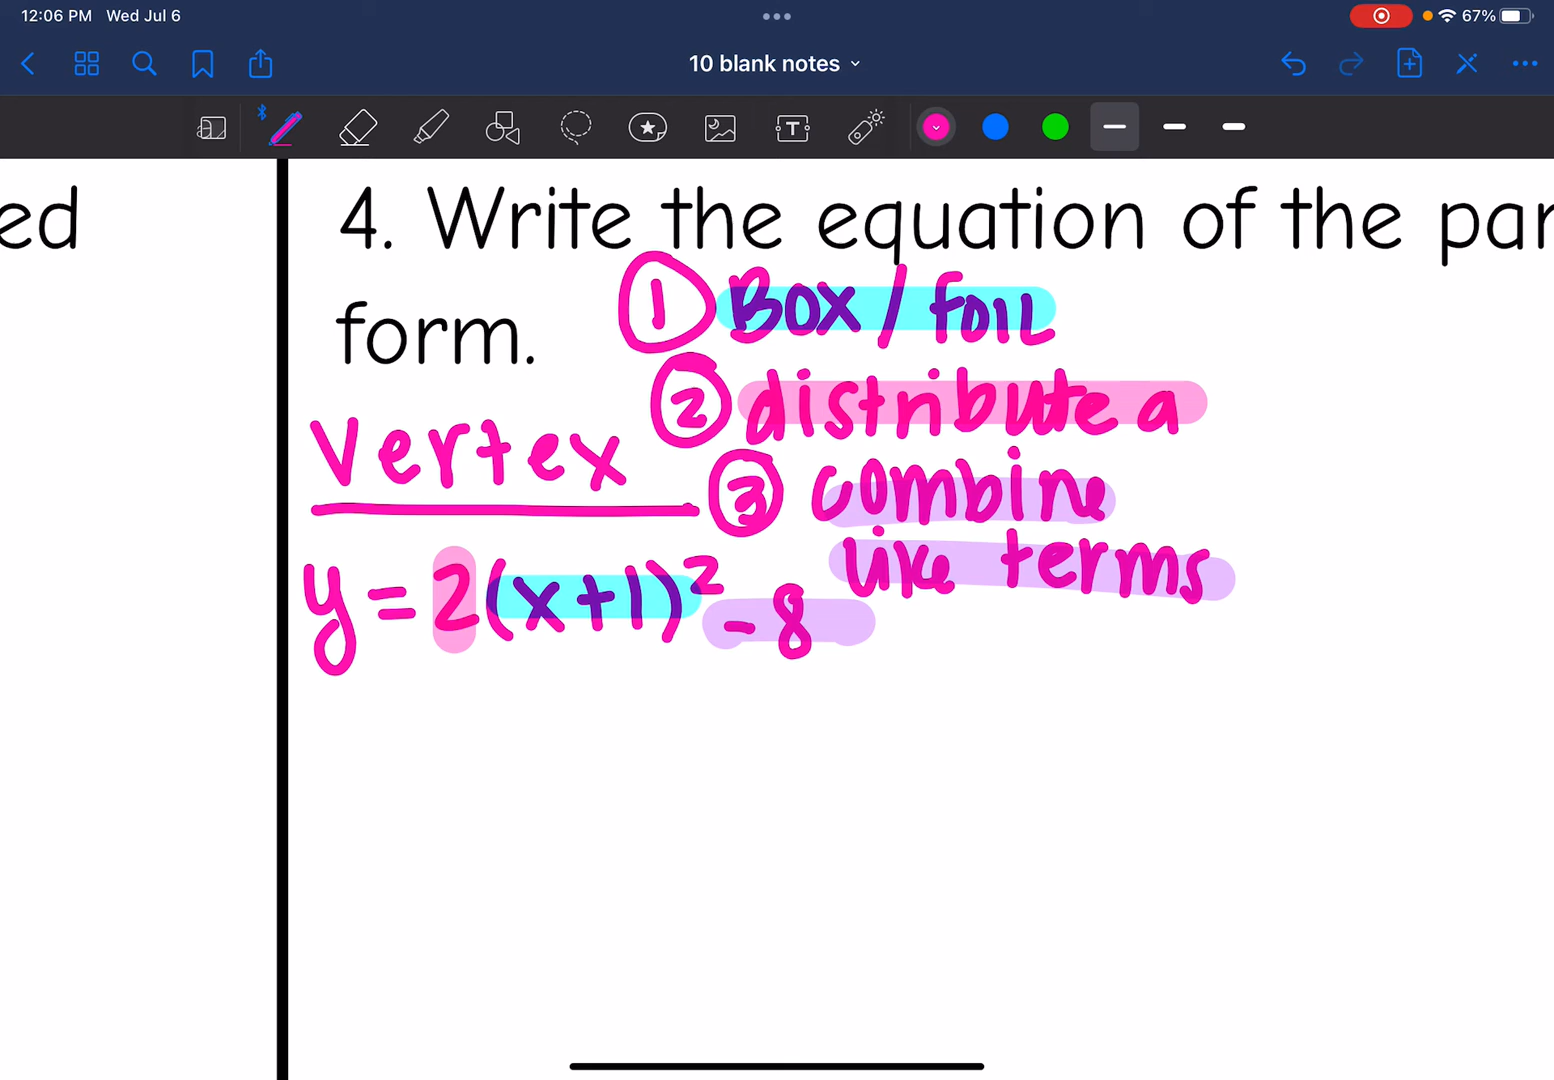 12:06 PM Wed Jul 6
67%
10 blank notes
ed
4. Write the equation of the par
form.
1 Box / foil
2 distribute a
Vertex
3 combine
like terms
y = 2(x+1)² - 8